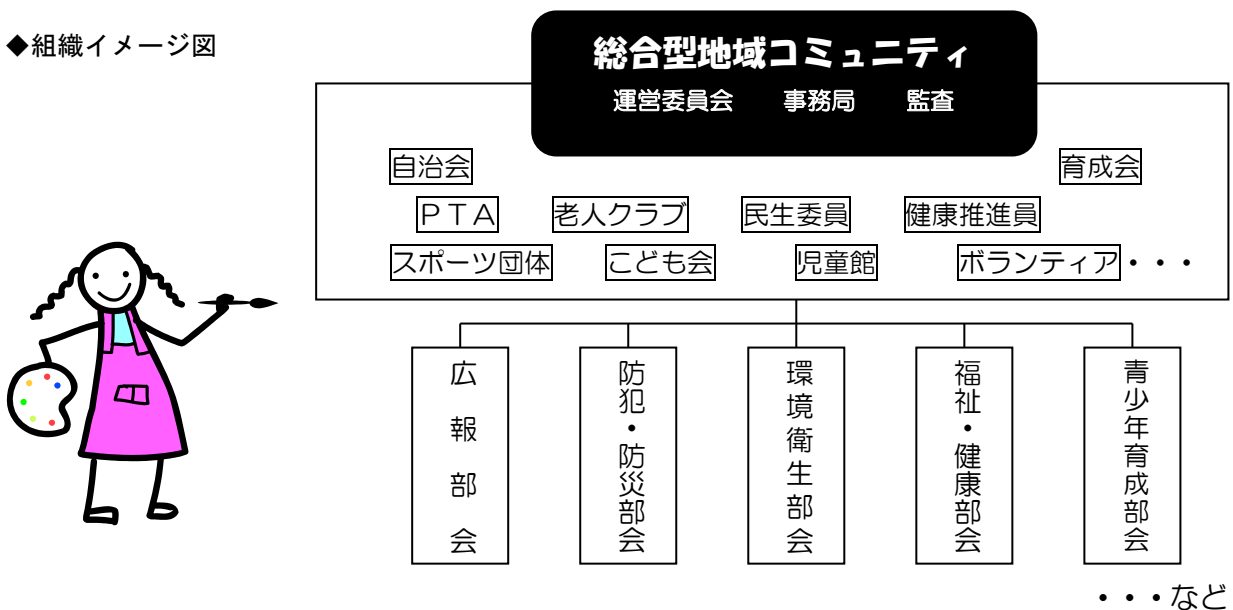 ◆組織イメージ図
総合型地域コミュニティ
運営委員会 事務局 監査
自治会 育成会
ＰＴＡ 老人クラブ 民生委員 健康推進員
スポーツ団体 こども会 児童館 ボランティア・・・
広報部会
防犯・防災部会
環境衛生部会
福祉・健康部会
青少年育成部会
・・・など